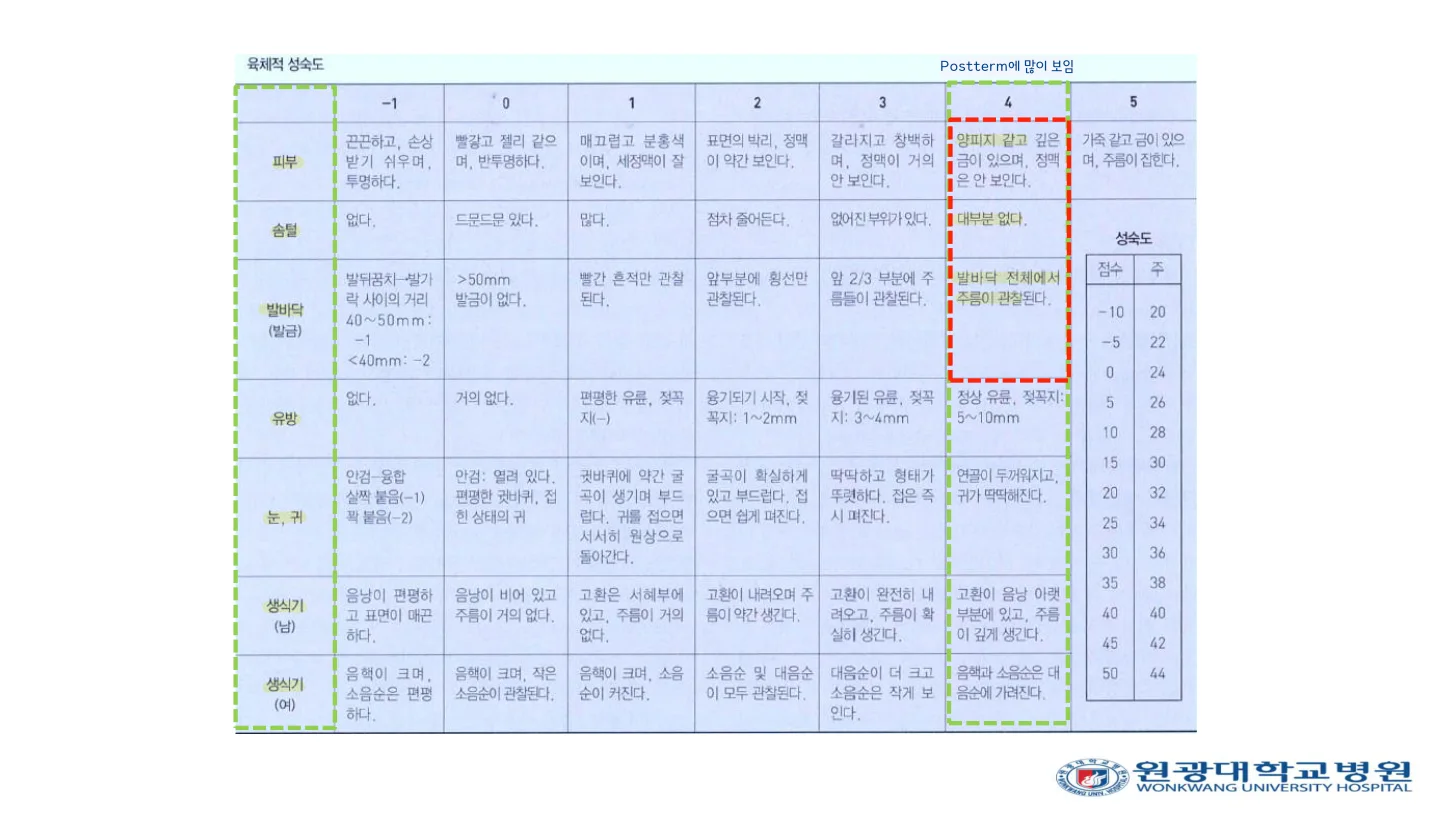 육체적 성숙도
Postterm에 많이 보임
-1
0
1
2
3
4
5
피부
끈끈하고, 손상
받기 쉬우며,
투명하다.
빨갛고 젤리 같으
며, 반투명하다.
매끄럽고 분홍색
이며, 세정맥이 잘
보인다.
표면의 박리, 정맥
이 약간 보인다.
갈라지고 창백하
며, 정맥이 거의
안 보인다.
양피지 같고 깊은
금이 있으며, 정맥
은 안 보인다.
가죽 같고 금이 있으
며, 주름이 잡힌다.
솜털
없다.
드문드문 있다.
많다.
점차 줄어든다.
없어진 부위가 있다.
대부분 없다.
발바닥
(발금)
발뒤꿈치→발가
락 사이의 거리
40~50mm:
-1
<40mm: -2
>50mm
발금이 없다.
빨간 흔적만 관찰
된다.
앞부분에 횡선만
관찰된다.
앞 2/3 부분에 주
름들이 관찰된다.
발바닥 전체에서
주름이 관찰된다.
유방
없다.
거의 없다.
편평한 유륜, 젖꼭
지(-)
융기되기 시작, 젖
꼭지: 1~2mm
융기된 유륜, 젖꼭
지: 3~4mm
정상 유륜, 젖꼭지:
5~10mm
눈, 귀
안검-융합
살짝 붙음(-1)
꽉 붙음(-2)
안검: 열려 있다.
편평한 귓바퀴, 접
힌 상태의 귀
귓바퀴에 약간 굴
곡이 생기며 부드
럽다. 귀를 접으면
서서히 원상으로
돌아간다.
굴곡이 확실하게
있고 부드럽다. 접
으면 쉽게 펴진다.
딱딱하고 형태가
뚜렷하다. 접은 즉
시 펴진다.
연골이 두꺼워지고,
귀가 딱딱해진다.
생식기
(남)
음낭이 편평하
고 표면이 매끈
하다.
음낭이 비어 있고
주름이 거의 없다.
고환은 서혜부에
있고, 주름이 거의
없다.
고환이 내려오며 주
름이 약간 생긴다.
고환이 완전히 내
려오고, 주름이 확
실히 생긴다.
고환이 음낭 아랫
부분에 있고, 주름
이 깊게 생긴다.
생식기
(여)
음핵이 크며,
소음순은 편평
하다.
음핵이 크며, 작은
소음순이 관찰된다.
음핵이 크며, 소음
순이 커진다.
소음순 및 대음순
이 모두 관찰된다.
대음순이 더 크고
소음순은 작게 보
인다.
음핵과 소음순은 대
음순에 가려진다.
성숙도
점수 주
-10 20
-5 22
0 24
5 26
10 28
15 30
20 32
25 34
30 36
35 38
40 40
45 42
50 44
원광대학교병원
WONKWANG UNIVERSITY HOSPITAL